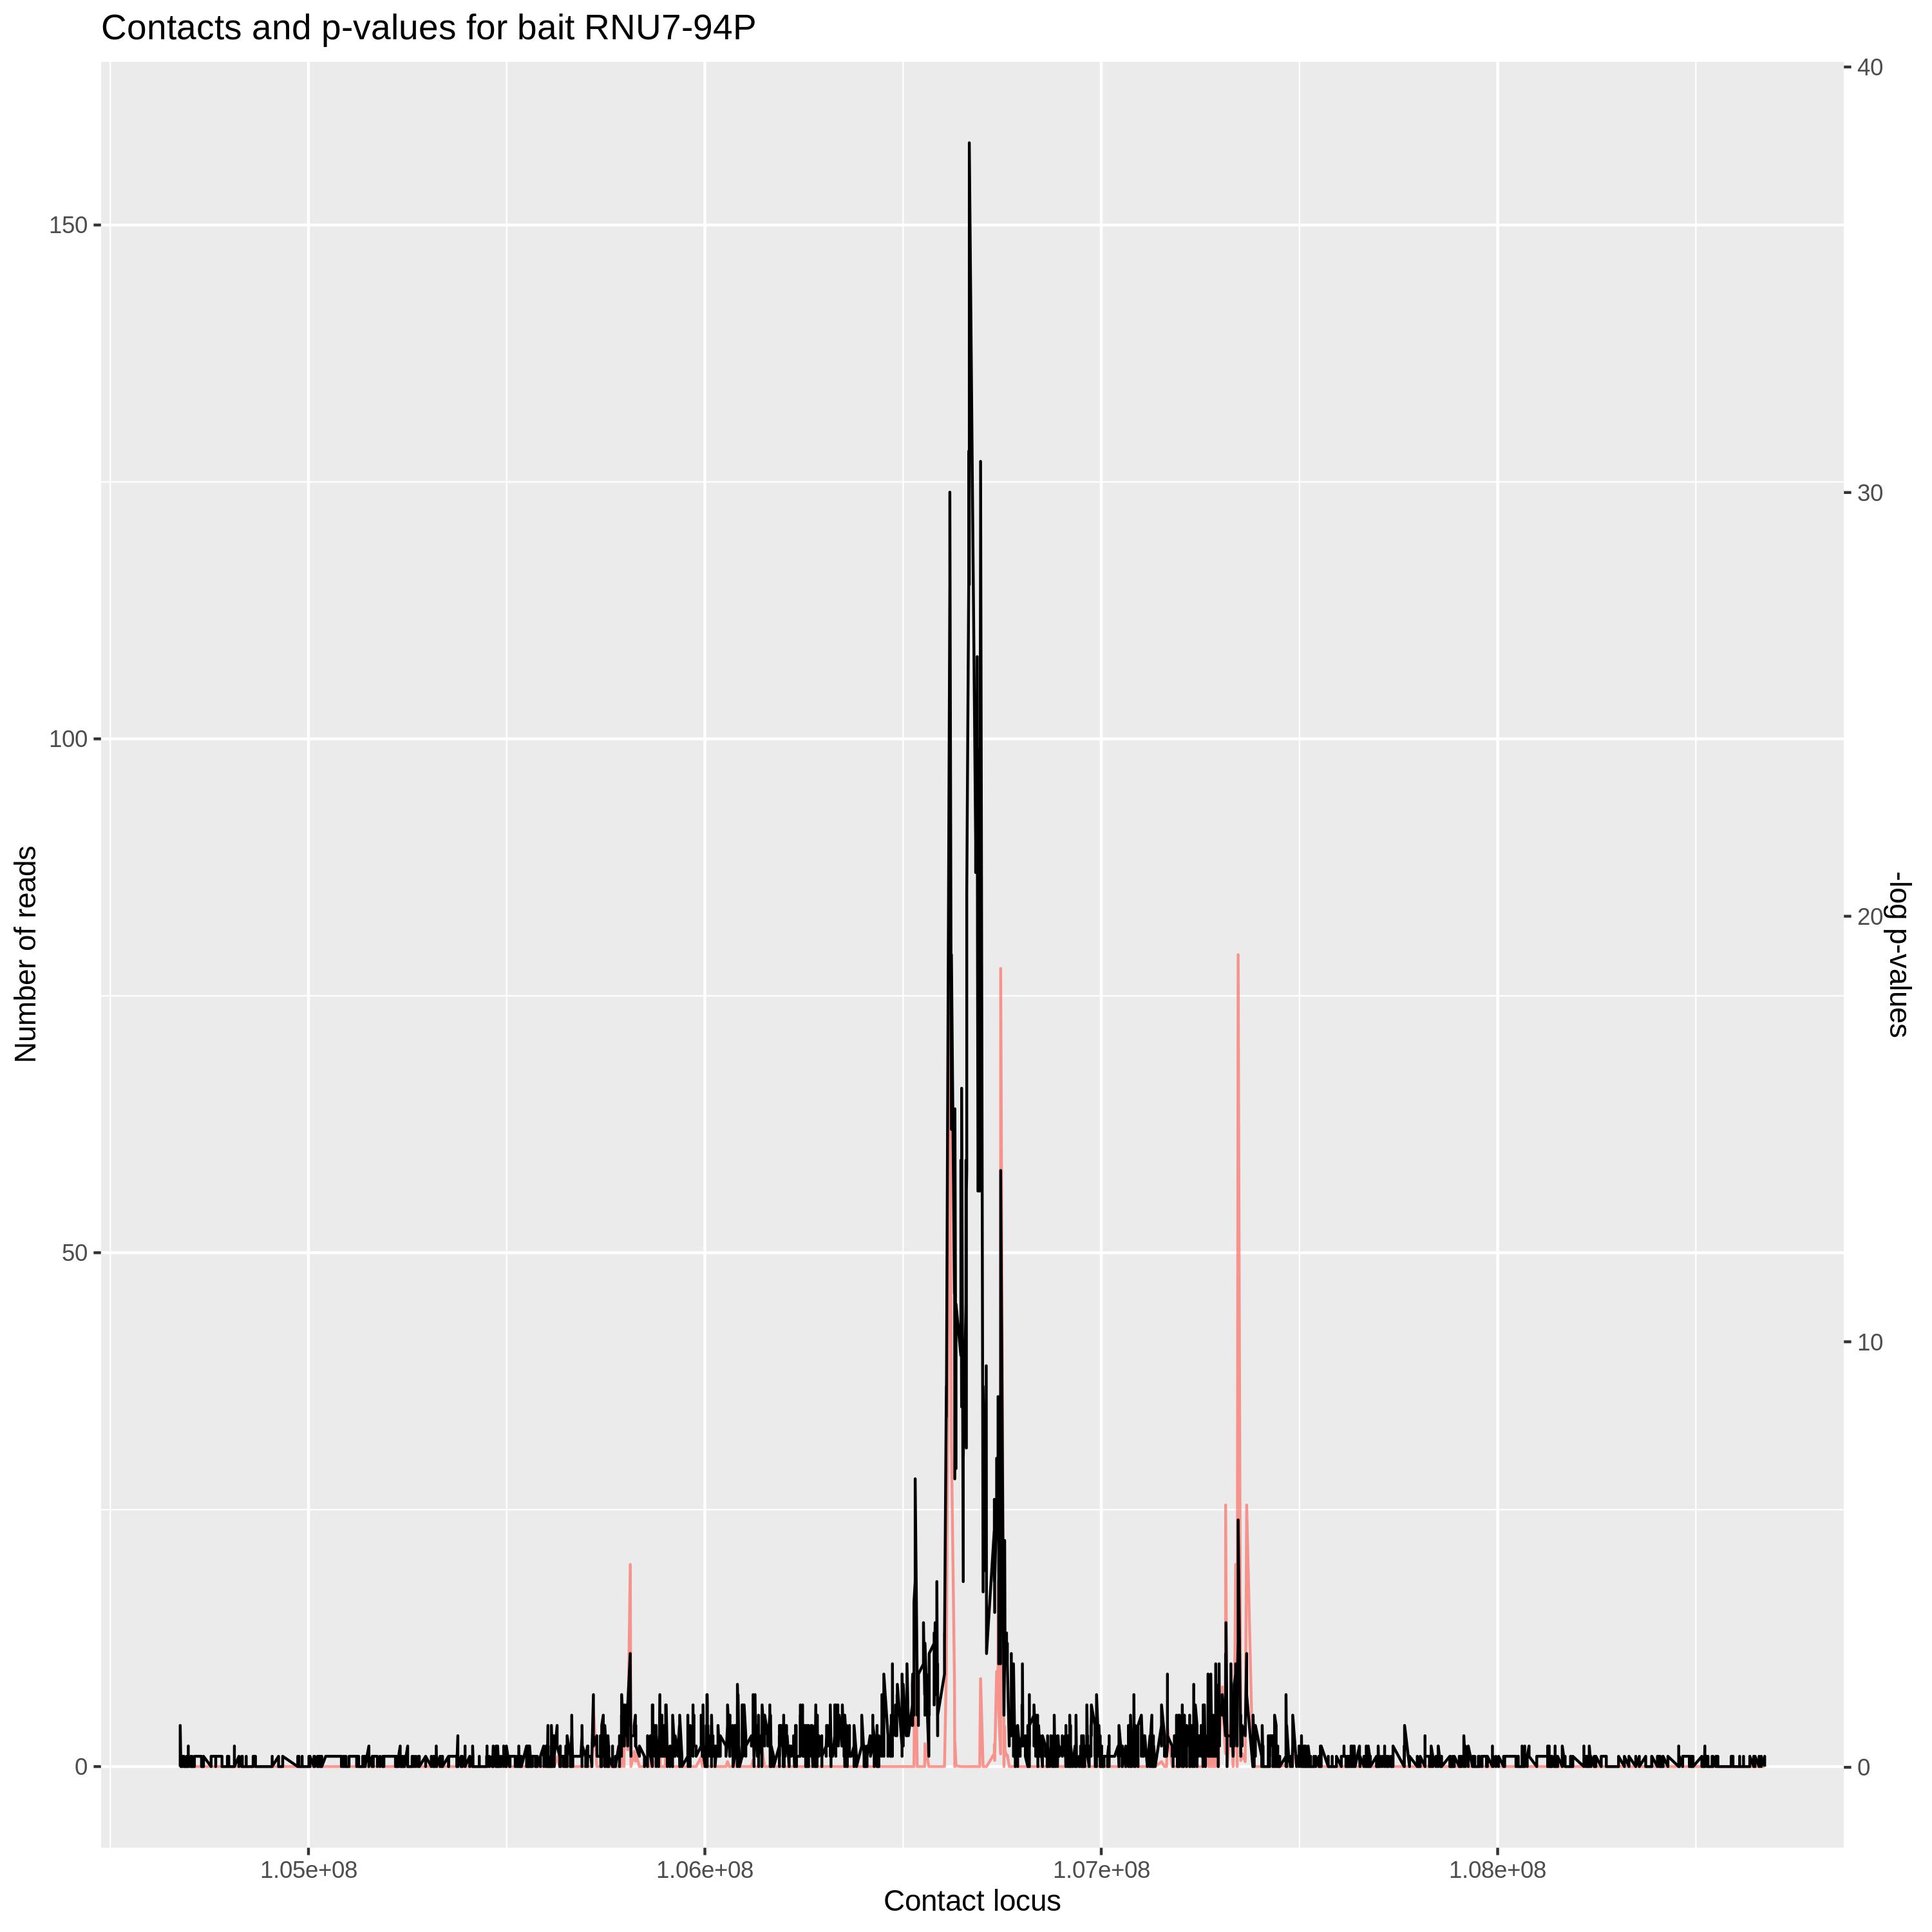 Contacts and p-values for bait RNU7-94P
150
100
50
0
Number of reads
40
30
20
10
0
-log p-values
1.05e+08 1.06e+08 1.07e+08 1.08e+08
Contact locus